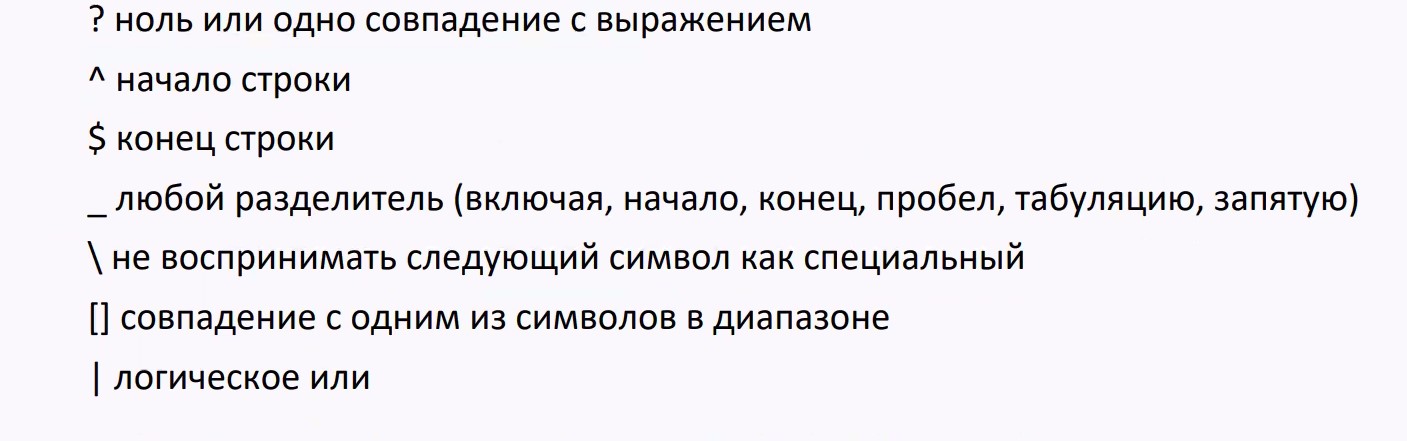 ? ноль или одно совпадение с выражением
^ начало строки
$ конец строки
_ любой разделитель (включая, начало, конец, пробел, табуляцию, запятую)
\ не воспринимать следующий символ как специальный
[] совпадение с одним из символов в диапазоне
| логическое или